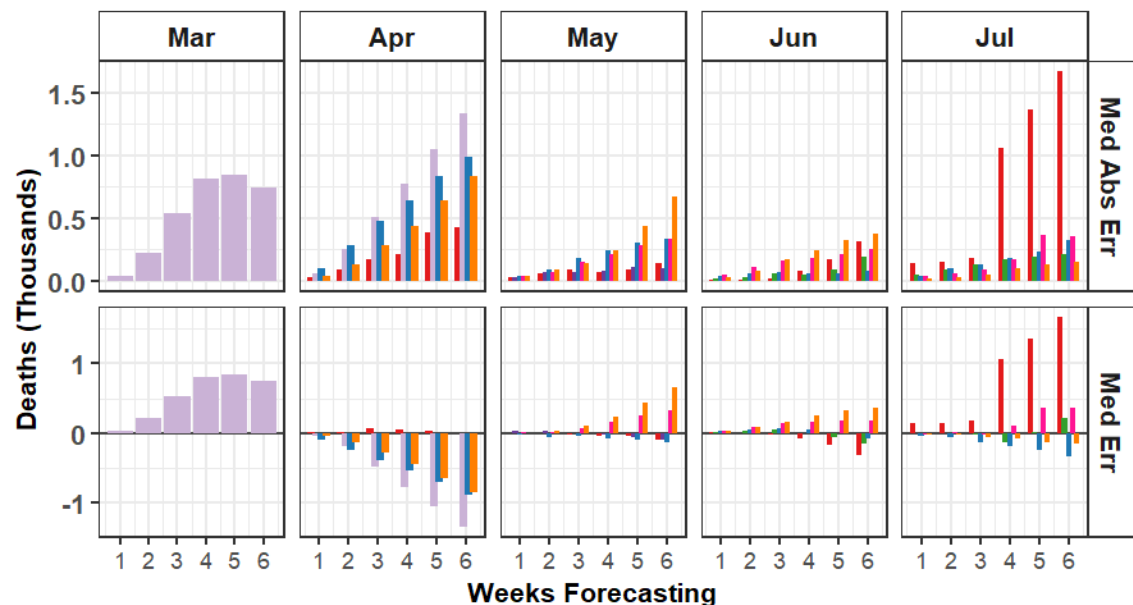 Mar Apr May Jun Jul
1.5
1.0
0.5
0.0
Med Abs Err
1
0
-1
Med Err
Deaths (Thousands)
1 2 3 4 5 6 1 2 3 4 5 6 1 2 3 4 5 6 1 2 3 4 5 6 1 2 3 4 5 6
Weeks Forecasting